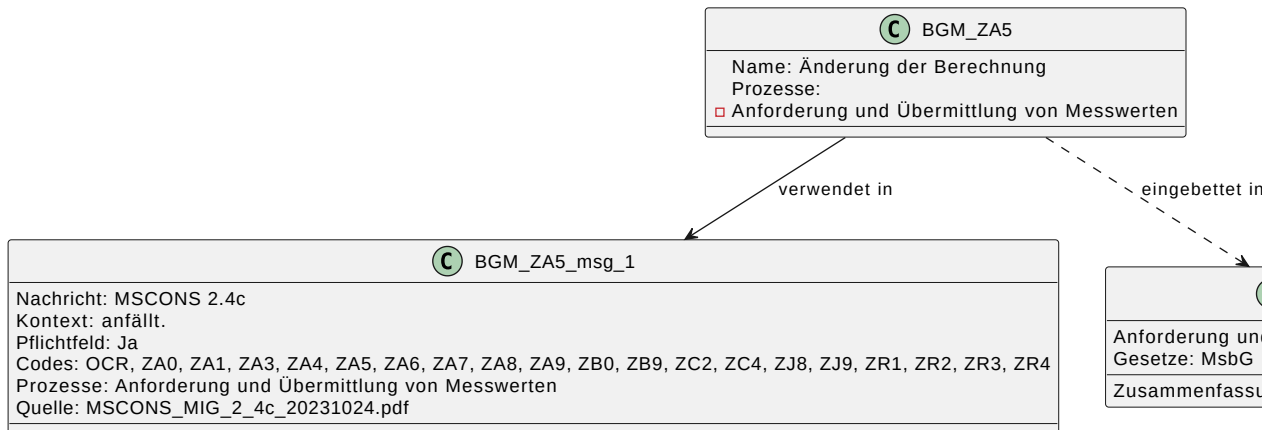 C BGM_ZA5
Name: Änderung der Berechnung
Prozesse:
Anforderung und Übermittlung von Messwerten
verwendet in
eingebettet in
C BGM_ZA5_msg_1
Nachricht: MSCONS 2.4c
Kontext: anfällt.
Pflichtfeld: Ja
Codes: OCR, ZA0, ZA1, ZA3, ZA4, ZA5, ZA6, ZA7, ZA8, ZA9, ZB0, ZB9, ZC2, ZC4, ZJ8, ZJ9, ZR1, ZR2, ZR3, ZR4
Prozesse: Anforderung und Übermittlung von Messwerten
Quelle: MSCONS_MIG_2_4c_20231024.pdf
Anforderung
Gesetze: MsbG